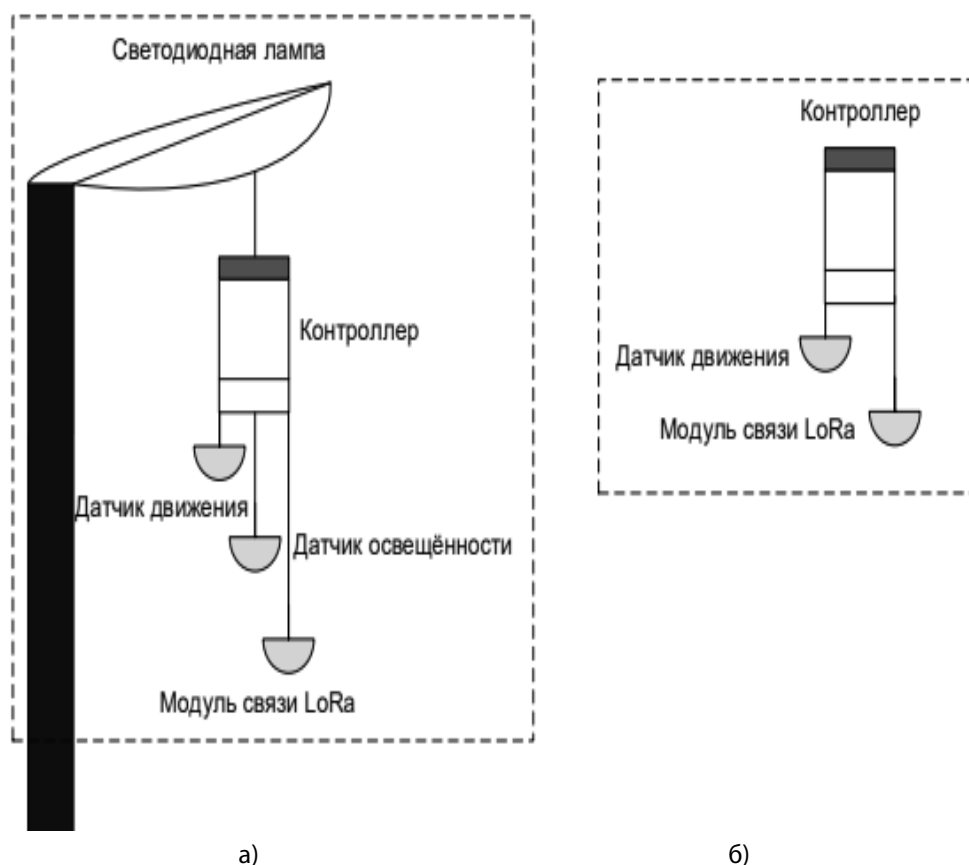 Светодиодная лампа
Контроллер
Датчик движения
Датчик освещённости
Модуль связи LoRa
а)
Контроллер
Датчик движения
Модуль связи LoRa
б)